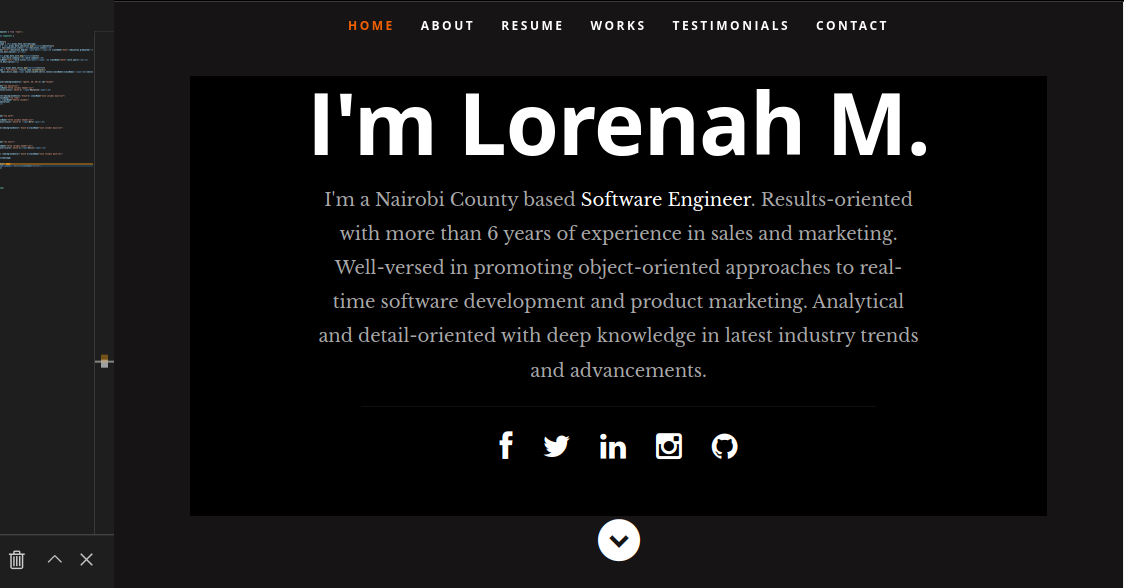 HOME ABOUT RESUME WORKS TESTIMONIALS CONTACT
I'm Lorenah M.
I'm a Nairobi County based Software Engineer. Results-oriented
with more than 6 years of experience in sales and marketing.
Well-versed in promoting object-oriented approaches to real-
time software development and product marketing. Analytical
and detail-oriented with deep knowledge in latest industry trends
and advancements.